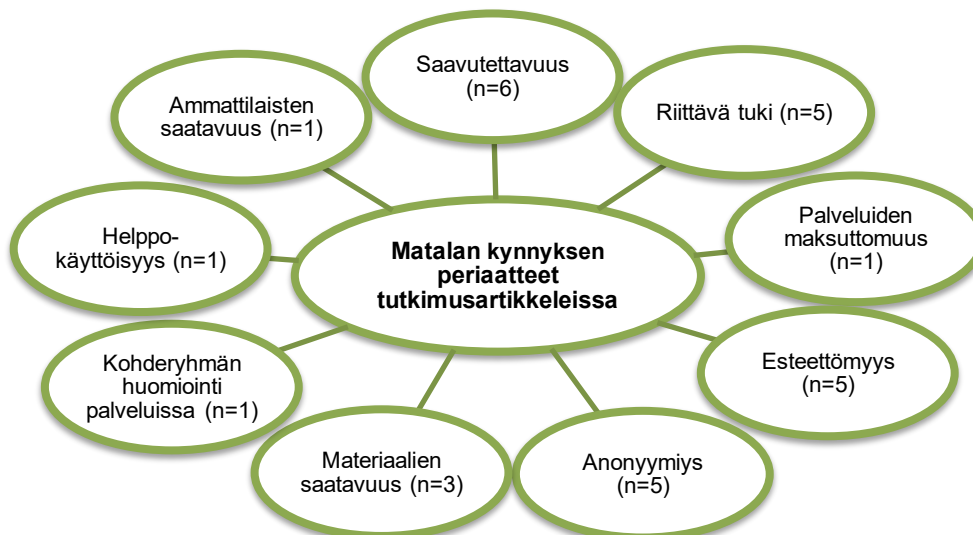 Saavutettavuus
(n=6)
Riittävä tuki (n=5)
Palveluiden
maksuttomuus
(n=1)
Esteettömyys
(n=5)
Anonyymiys
(n=5)
Materiaalien
saatavuus (n=3)
Kohderyhmän
huomiointi
palveluissa (n=1)
Helppo-
käyttöisyys (n=1)
Ammattilaisten
saatavuus (n=1)
Matalan kynnyksen
periaatteet
tutkimusartikkeleissa